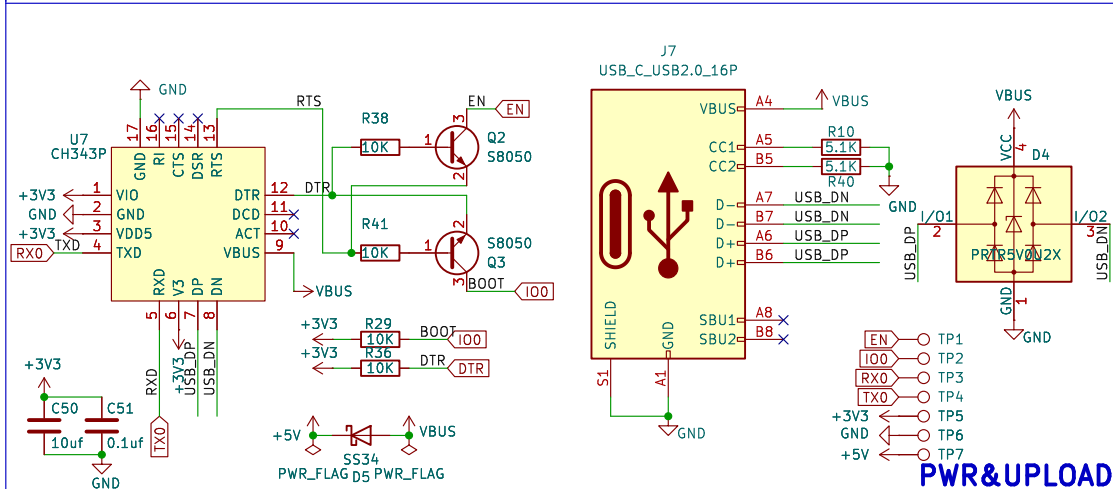 J7
USB_C_USB2.0_16P
GND
RTS
EN
EN
VBUS
A4
VBUS
VBUS
U7
CH343P
17
16
15
14
13
GND
RI
CTS
DSR
RTS
R38
10K
1
3
2
Q2
S8050
CC1
A5
R10
5.1K
CC2
B5
5.1K
R40
GND
VCC
4
D4
+3V3
1
VIO
DTR
12
DTR
GND
2
GND
DCD
11
+3V3
3
VDD5
ACT
10
RX0
TXD
4
TXD
VBUS
9
VBUS
R41
10K
1
2
3
S8050
Q3
BOOT
IO0
D-
A7
USB_DN
D-
B7
USB_DN
D+
A6
USB_DP
D+
B6
USB_DP
I/O1
2
USB_DP
I/O2
3
USB_DN
PRTR5V0U2X
GND
1
GND
RXD
V3
DP
DN
5
6
7
8
RXD
+3V3
USB_DP
USB_DN
TX0
+3V3
R29
10K
BOOT
IO0
+3V3
R36
10K
DTR
DTR
SBU1
A8
SBU2
B8
SHIELD
GND
S1
A1
GND
EN
TP1
IO0
TP2
RX0
TP3
TX0
TP4
+3V3
TP5
GND
TP6
+5V
TP7
+3V3
C50
10uf
C51
0.1uf
GND
+5V
VBUS
SS34
PWR_FLAG
D5
PWR_FLAG
PWR&UPLOAD